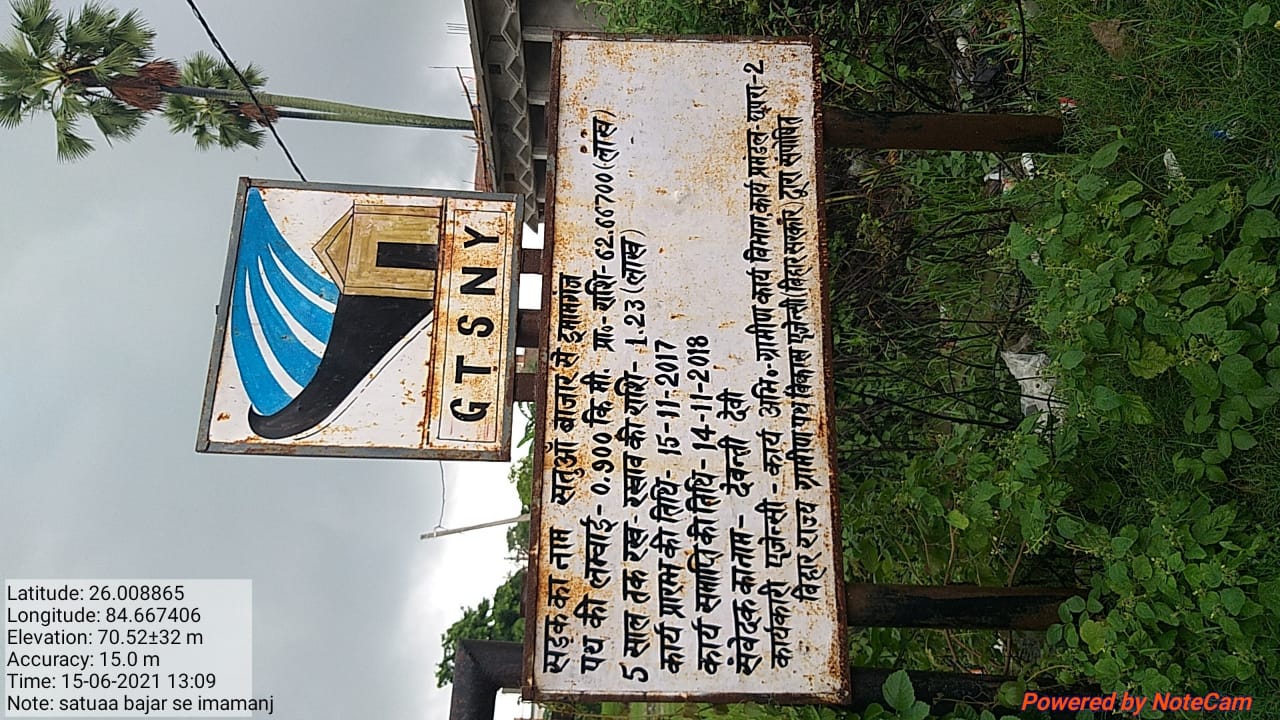 GTSNY
सड़क का नाम सतुआँ बाजार से इमामगंज
पथ की लम्बाई- 0.900 कि.मी. प्रा०- राशि- 62.66700 (लाख)
5 साल तक रख- रखाव की राशि- 1.23 (लाख)
कार्य प्रारम्भ की तिथि- 15-11-2017
कार्य समाप्ति की तिथि- 14-11-2018
संवेदक का नाम- देवन्ती देवी
कार्यकारी एजेन्सी - कार्य अभि०-ग्रामीण कार्य विभाग,कार्य प्रमंडल-छपरा-2
बिहार राज्य ग्रामीण पथ विकास एजेन्सी बिहार सरकार द्वारा संपोषित
Latitude: 26.008865
Longitude: 84.667406
Elevation: 70.52±32 m
Accuracy: 15.0 m
Time: 15-06-2021 13:09
Note: satuaa bajar se imamanj
Powered by NoteCam